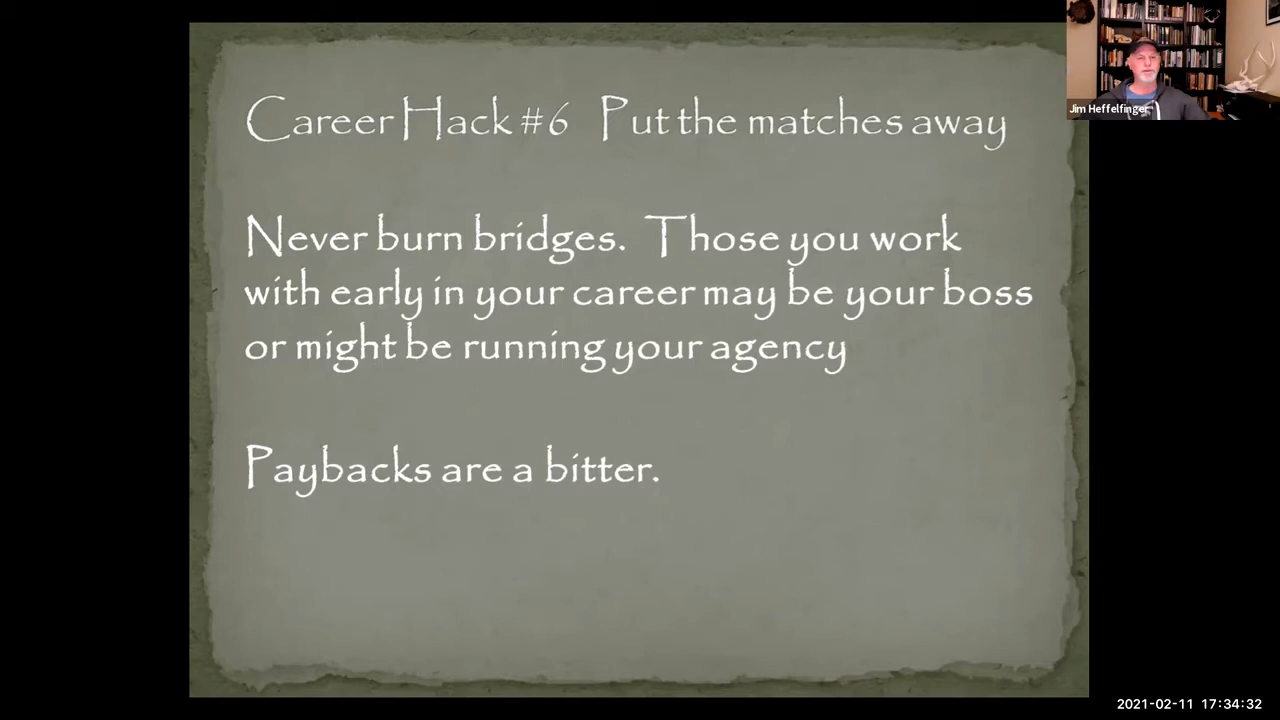 Career Hack #6 Put the matches away
Never burn bridges. Those you work
with early in your career may be your boss
or might be running your agency
Paybacks are a bitter.
Jim Heffelfinger
2021-02-11 17:34:32